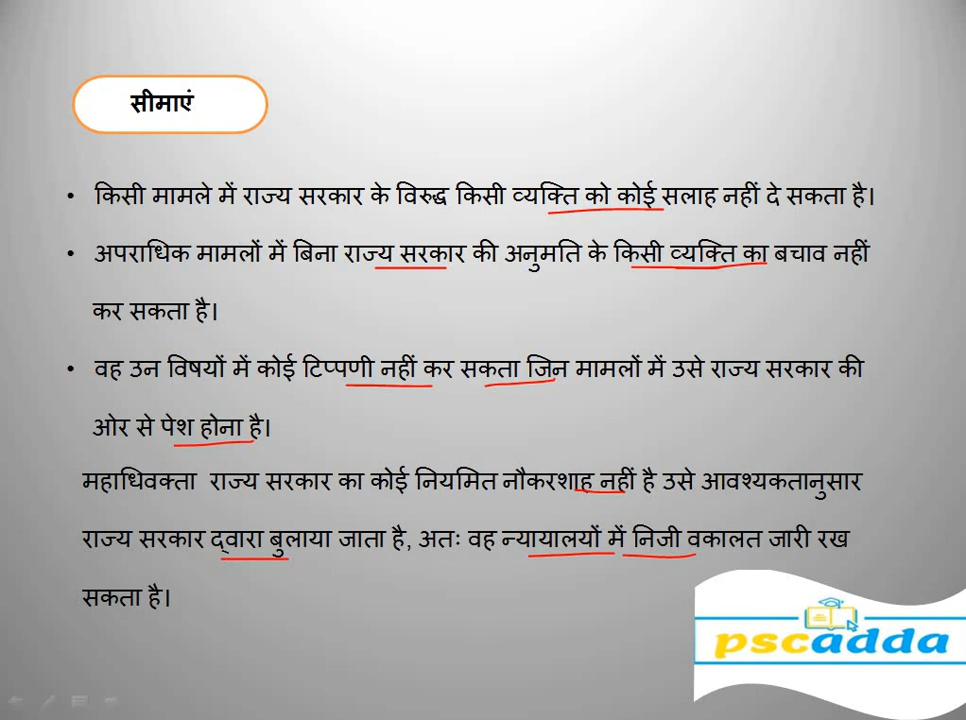 सीमाएं
• किसी मामले में राज्य सरकार के विरुद्ध किसी व्यक्ति को कोई सलाह नहीं दे सकता है।
• अपराधिक मामलों में बिना राज्य सरकार की अनुमति के किसी व्यक्ति का बचाव नहीं
कर सकता है।
• वह उन विषयों में कोई टिप्पणी नहीं कर सकता जिन मामलों में उसे राज्य सरकार की
ओर से पेश होना है।
महाधिवक्ता राज्य सरकार का कोई नियमित नौकरशाह नहीं है उसे आवश्यकतानुसार
राज्य सरकार द्वारा बुलाया जाता है, अतः वह न्यायालयों में निजी वकालत जारी रख
सकता है।
pscadda